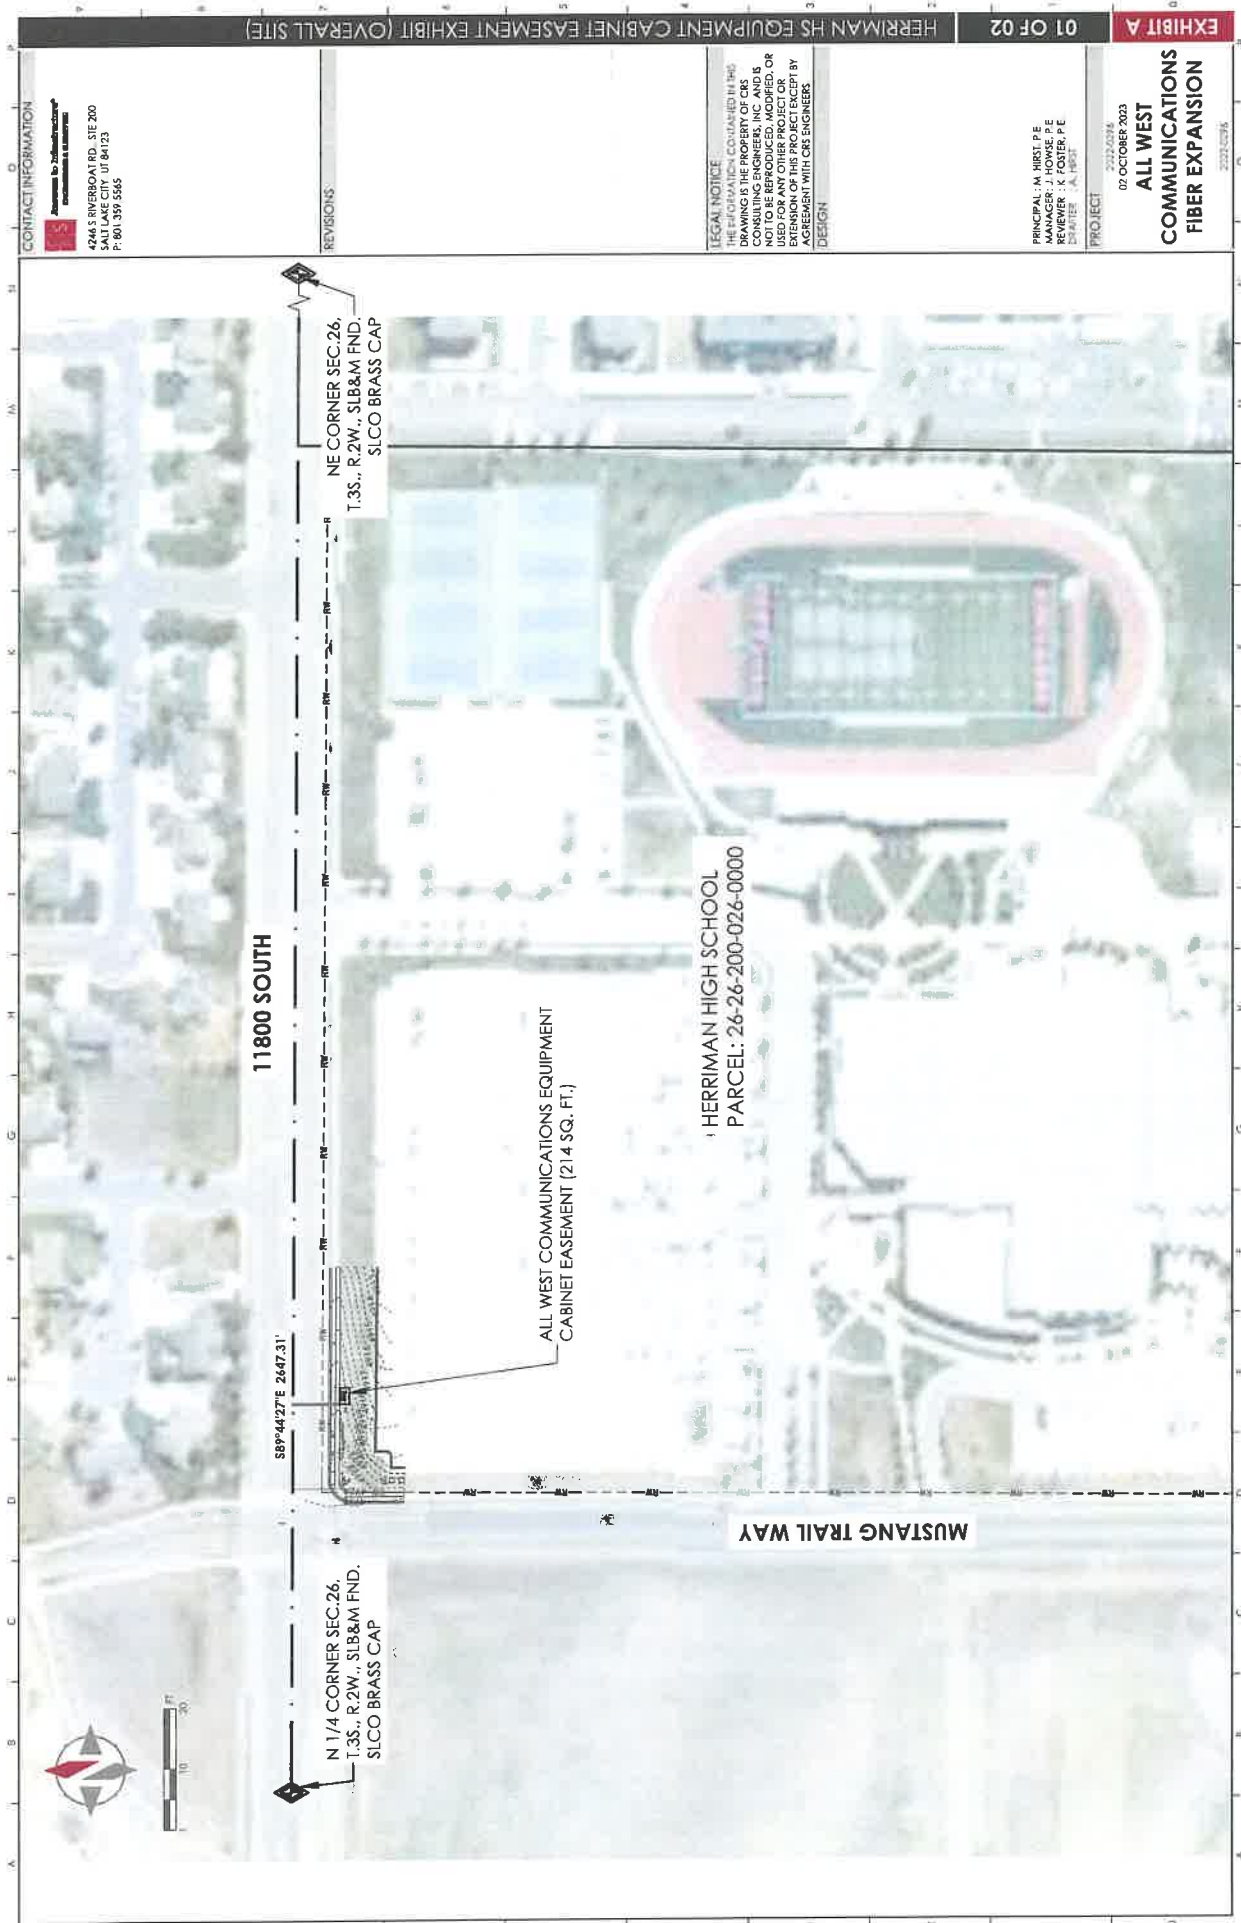 11800 SOUTH
S89°44'27"E 2647.31'
N 1/4 CORNER SEC.26,
T.3S., R.2W., SLB&M FND.
SLCO BRASS CAP
NE CORNER SEC.26,
T.3S., R.2W., SLB&M FND.
SLCO BRASS CAP
ALL WEST COMMUNICATIONS EQUIPMENT
CABINET EASEMENT (214 SQ. FT.)
HERRIMAN HIGH SCHOOL
PARCEL: 26-26-200-026-0000
MUSTANG TRAIL WAY
FT
10
CONTACT INFORMATION
4246 S RIVERBOAT RD., STE 200
SALT LAKE CITY UT 84123
P: 801 359 5565
REVISIONS
LEGAL NOTICE
THE INFORMATION CONTAINED IN THIS
DRAWING IS THE PROPERTY OF CRS
CONSULTING ENGINEERS, INC AND IS
NOT TO BE REPRODUCED, MODIFIED, OR
USED FOR ANY OTHER PROJECT OR
EXTENSION OF THIS PROJECT EXCEPT BY
AGREEMENT WITH CRS ENGINEERS
DESIGN
PRINCIPAL : M HIRST, P E
MANAGER : J. HOWSE, P.E
REVIEWER : K. FOSTER, P.E
DRAFTER : A. HIRST
PROJECT
2022-0296
02 OCTOBER 2023
ALL WEST
COMMUNICATIONS
FIBER EXPANSION
2022-0296
HERRIMAN HS EQUIPMENT CABINET EASEMENT EXHIBIT (OVERALL SITE)
01 OF 02
EXHIBIT A